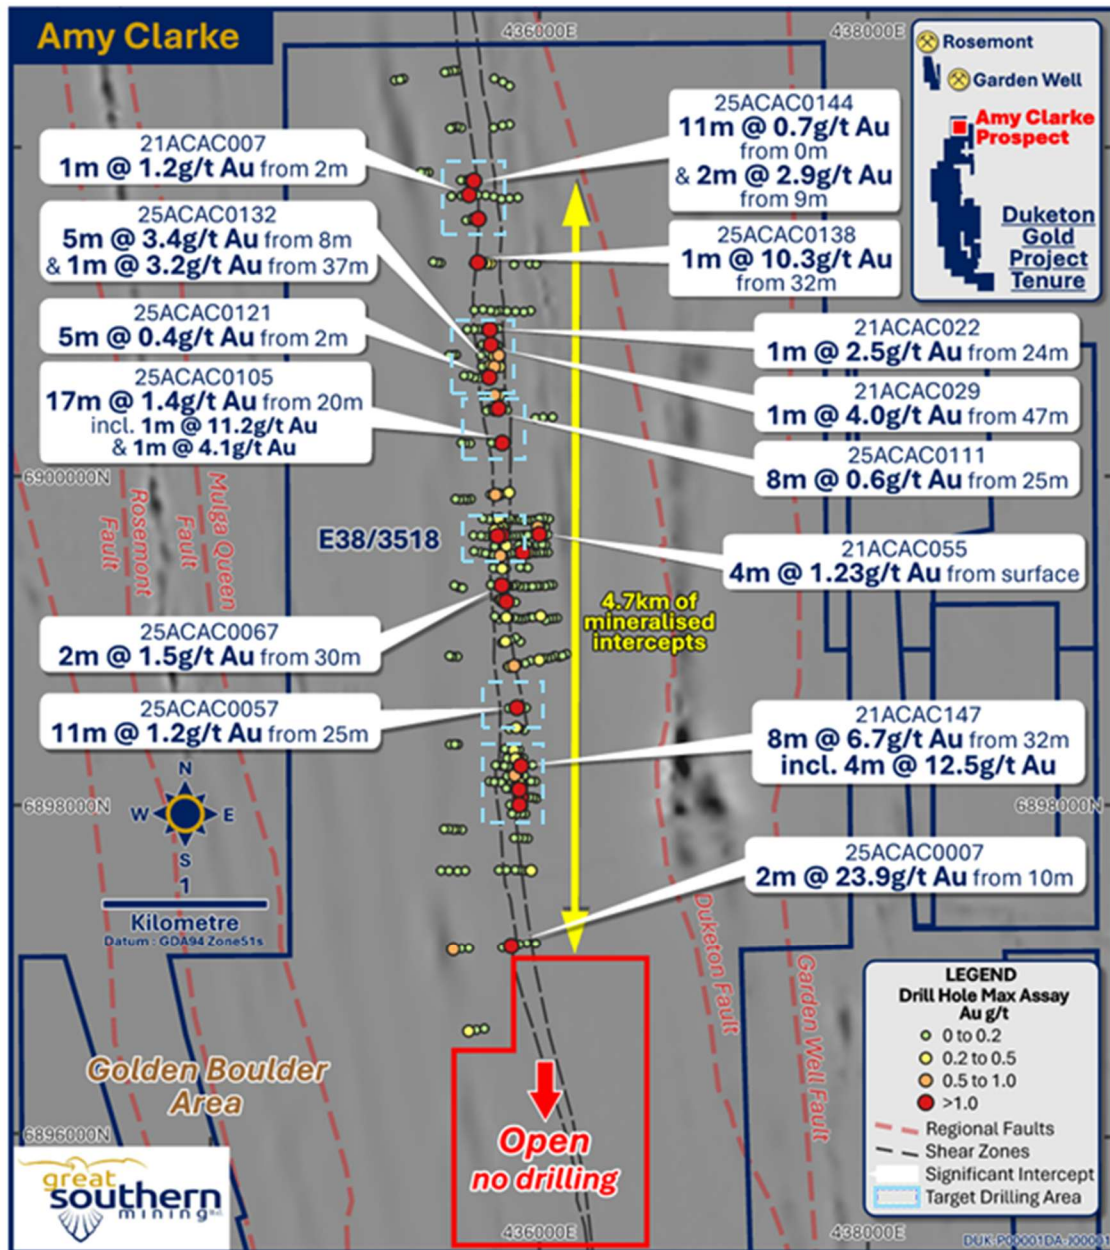 Amy Clarke
436000E
438000E
Rosemont
Garden Well
Amy Clarke
Prospect
Duketon
Gold
Project
Tenure
21ACAC007
1m @ 1.2g/t Au from 2m
25ACAC0132
5m @ 3.4g/t Au from 8m
& 1m @ 3.2g/t Au from 37m
25ACAC0121
5m @ 0.4g/t Au from 2m
25ACAC0105
17m @ 1.4g/t Au from 20m
incl. 1m @ 11.2g/t Au
& 1m @ 4.1g/t Au
25ACAC0144
11m @ 0.7g/t Au
from 0m
& 2m @ 2.9g/t Au
from 9m
25ACAC0138
1m @ 10.3g/t Au
from 32m
21ACAC022
1m @ 2.5g/t Au from 24m
21ACAC029
1m @ 4.0g/t Au from 47m
25ACAC0111
8m @ 0.6g/t Au from 25m
6900000N
Rosemont
Fault
Mulga Queen
Fault
E38/3518
21ACAC055
4m @ 1.23g/t Au from surface
4.7km of
mineralised
intercepts
25ACAC0067
2m @ 1.5g/t Au from 30m
25ACAC0057
11m @ 1.2g/t Au from 25m
21ACAC147
8m @ 6.7g/t Au from 32m
incl. 4m @ 12.5g/t Au
N
W
E
S
1
Kilometre
Datum : GDA94 Zone51s
6898000N
6898000N
25ACAC0007
2m @ 23.9g/t Au from 10m
Duketon Fault
Garden Well Fault
Golden Boulder
Area
6896000N
Open
no drilling
LEGEND
Drill Hole Max Assay
Au g/t
0 to 0.2
0.2 to 0.5
0.5 to 1.0
>1.0
Regional Faults
Shear Zones
Significant Intercept
Target Drilling Area
great
southern
mining
436000E
438000E
DUK-P00001DA-J00001